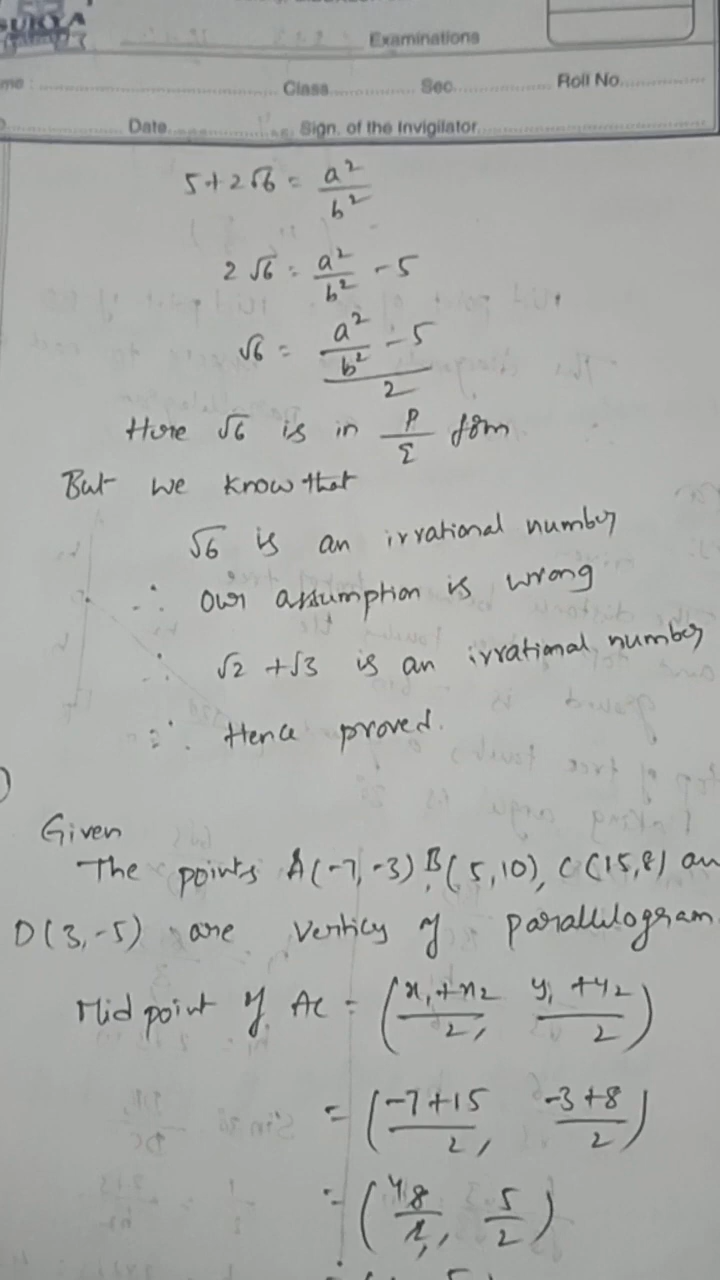 Examinations
Class
Sec.
Roll No.
Date
Sign. of the Invigilator
5+2√6 = a²/b²
2√6 = a²/b² - 5
√6 = (a²/b² - 5)/2
Here √6 is in p/q form
But we know that
√6 is an irrational number
∴ our assumption is wrong
∴ √2 + √3 is an irrational number
∴ Hence proved.
Given
The points A(-7,-3) B(5,10), C(15,8) an
D(3,-5) are verticy of parallelogram
Mid point of AC = (x₁+x₂/2, y₁+y₂/2)
= (-7+15/2, -3+8/2)
= (8/2, 5/2)